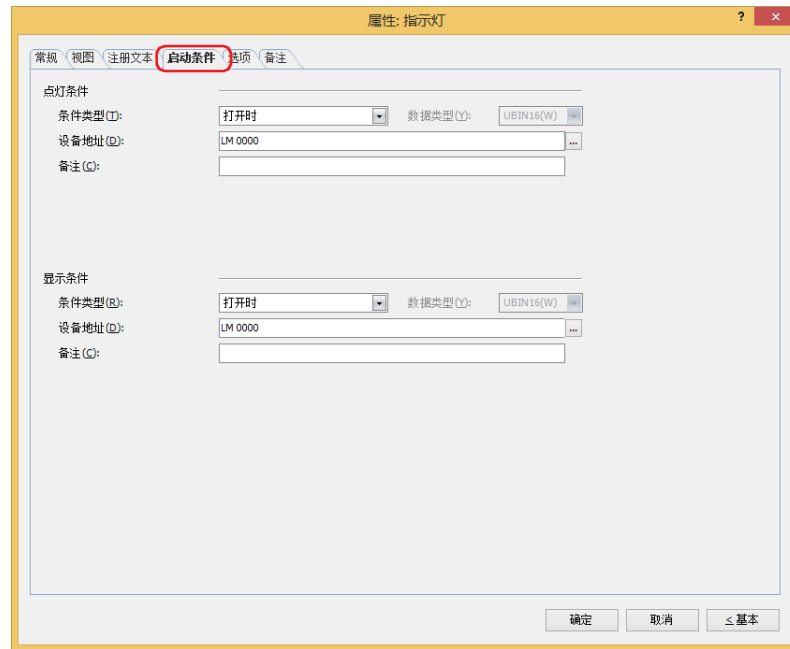 属性: 指示灯
?
×
常规 视图 注册文本 启动条件 选项 备注
点灯条件
条件类型(T): 打开时 数据类型(Y): UBIN16(W)
设备地址(D): LM 0000 ...
备注(C):
显示条件
条件类型(R): 打开时 数据类型(Y): UBIN16(W)
设备地址(D): LM 0000 ...
备注(C):
确定 取消 ≤基本